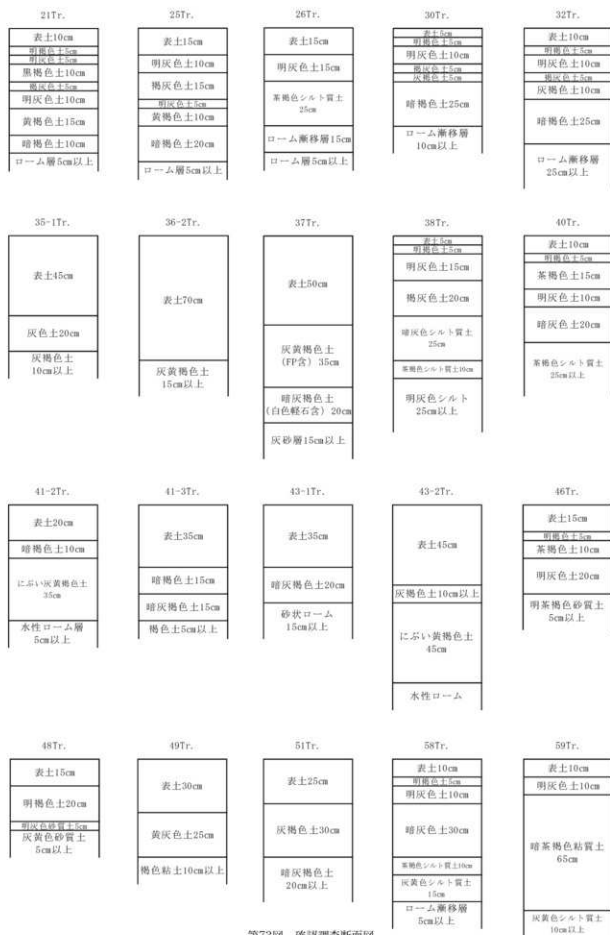 21Tr.
表土10cm
明褐色土5cm
明灰色土5cm
黒褐色土10cm
褐灰色土5cm
明灰色土10cm
黄褐色土15cm
暗褐色土10cm
ローム層5cm以上
25Tr.
表土15cm
明灰色土10cm
褐灰色土15cm
明灰色土5cm
黄褐色土10cm
暗褐色土20cm
ローム層5cm以上
26Tr.
表土15cm
明灰色土15cm
茶褐色シルト質土
25cm
ローム漸移層15cm
ローム層5cm以上
30Tr.
表土5cm
明褐色土5cm
明灰色土10cm
褐灰色土5cm
灰褐色土5cm
暗褐色土25cm
ローム漸移層
10cm以上
32Tr.
表土10cm
明褐色土5cm
明灰色土10cm
褐灰色土5cm
灰褐色土10cm
暗褐色土25cm
ローム漸移層
25cm以上
35-1Tr.
表土45cm
灰色土20cm
灰褐色土
10cm以上
36-2Tr.
表土70cm
灰黄褐色土
15cm以上
37Tr.
表土50cm
灰黄褐色土
(FP含) 35cm
暗灰褐色土
(白色軽石含) 20cm
灰砂層15cm以上
38Tr.
表土5cm
明褐色土5cm
明灰色土15cm
褐灰色土20cm
暗灰色シルト質土
25cm
茶褐色シルト質土10cm
明灰色シルト
25cm以上
40Tr.
表土10cm
明褐色土5cm
茶褐色土15cm
明灰色土10cm
暗灰色土20cm
茶褐色シルト質土
25cm以上
41-2Tr.
表土20cm
暗褐色土10cm
にぶい灰黄褐色土
35cm
水性ローム層
5cm以上
41-3Tr.
表土35cm
暗褐色土15cm
暗灰褐色土15cm
褐色土5cm以上
43-1Tr.
表土35cm
暗灰褐色土20cm
砂状ローム
15cm以上
43-2Tr.
表土45cm
灰褐色土10cm以上
にぶい黄褐色土
45cm
水性ローム
46Tr.
表土15cm
明褐色土5cm
茶褐色土10cm
明灰色土20cm
明茶褐色砂質土
5cm以上
48Tr.
表土15cm
明褐色土20cm
明灰色砂質土5cm
灰黄色砂質土
5cm以上
49Tr.
表土30cm
黄灰色土25cm
褐色粘土10cm以上
51Tr.
表土25cm
灰褐色土30cm
暗灰褐色土
20cm以上
58Tr.
表土10cm
明褐色土5cm
明灰色土10cm
暗灰色土30cm
茶褐色シルト質土10cm
灰黄色シルト質土
15cm
ローム漸移層
5cm以上
59Tr.
表土10cm
明灰色土10cm
暗茶褐色粘質土
65cm
灰黄色シルト質土
10cm以上